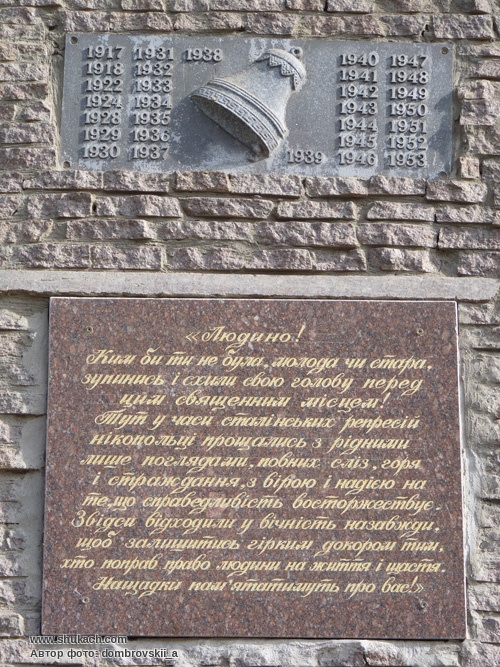 1917 1931 1938
1918 1932
1922 1933
1924 1934
1928 1935
1929 1936
1930 1937
1939
1940 1947
1941 1948
1942 1949
1943 1950
1944 1951
1945 1952
1946 1953
«Людино!
Ким би ти не була, молода чи стара,
зупинись і схили свою голову перед
цим священним місцем!
Тут у часи сталінських репресій
нікопольці прощались з рідними
лише поглядами, повних сліз, горя
і страждання, з вірою і надією на
те, що справедливість восторжествує.
Звідси відходили у вічність назавжди,
щоб залишитись гірким докором тим,
хто поправ право людини на життя і щастя.
Нащадки пам'ятатимуть про вас!»
www.shukach.com
Автор фото- dombrovskii_a